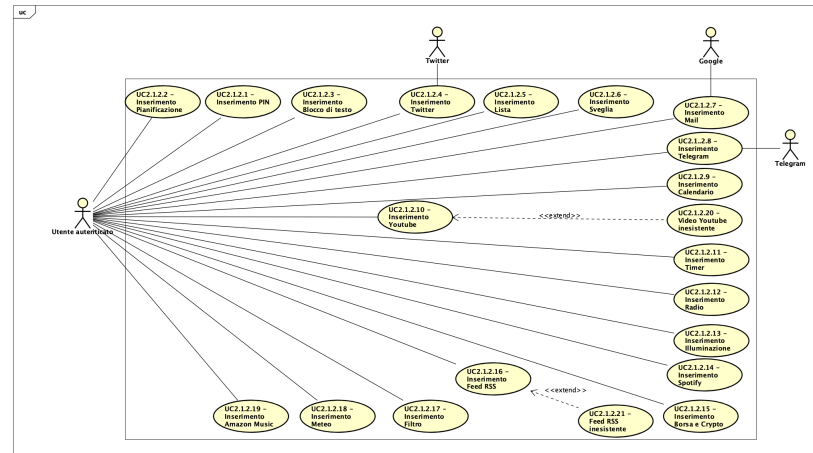 uc
Twitter
Google
UC2.1.2.2 –
Inserimento
Pianificazione
UC2.1.2.1 –
Inserimento PIN
UC2.1.2.3 –
Inserimento
Blocco di testo
UC2.1.2.4 –
Inserimento
Twitter
UC2.1.2.5 –
Inserimento
Lista
UC2.1.2.6 –
Inserimento
Sveglia
UC2.1.2.7 –
Inserimento
Mail
UC2.1..2.8 –
Inserimento
Telegram
Telegram
UC2.1.2.9 –
Inserimento
Calendario
Utente autenticato
UC2.1.2.10 –
Inserimento
Youtube
<<extend>>
UC2.1.2.20 –
Video Youtube
inesistente
UC2.1.2.11 –
Inserimento
Timer
UC2.1.2.12 –
Inserimento
Radio
UC2.1.2.13 –
Inserimento
Illuminazione
UC2.1.2.14 –
Inserimento
Spotify
UC2.1.2.16 –
Inserimento
Feed RSS
<<extend>>
UC2.1.2.19 –
Inserimento
Amazon Music
UC2.1.2.18 –
Inserimento
Meteo
UC2.1.2.17 –
Inserimento
Filtro
UC2.1.2.21 –
Feed RSS
inesistente
UC2.1.2.15 –
Inserimento
Borsa e Crypto